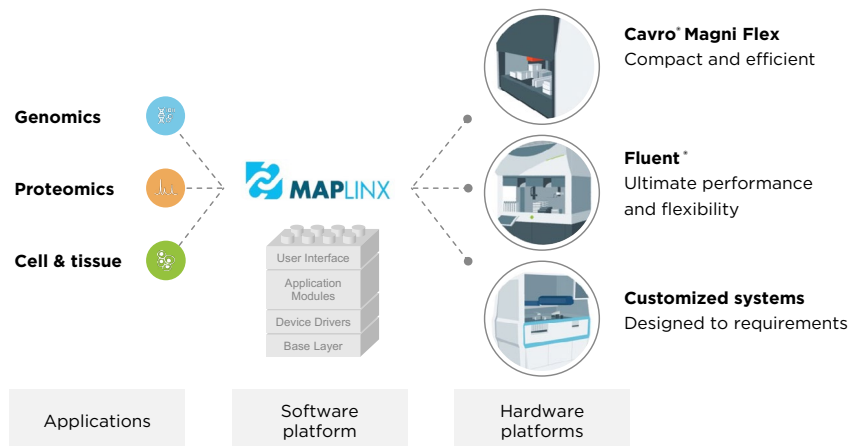 Genomics
Proteomics
Cell & tissue
MAPLINX
User Interface
Application
Modules
Device Drivers
Base Layer
Cavro® Magni Flex
Compact and efficient
Fluent®
Ultimate performance
and flexibility
Customized systems
Designed to requirements
Applications
Software
platform
Hardware
platforms